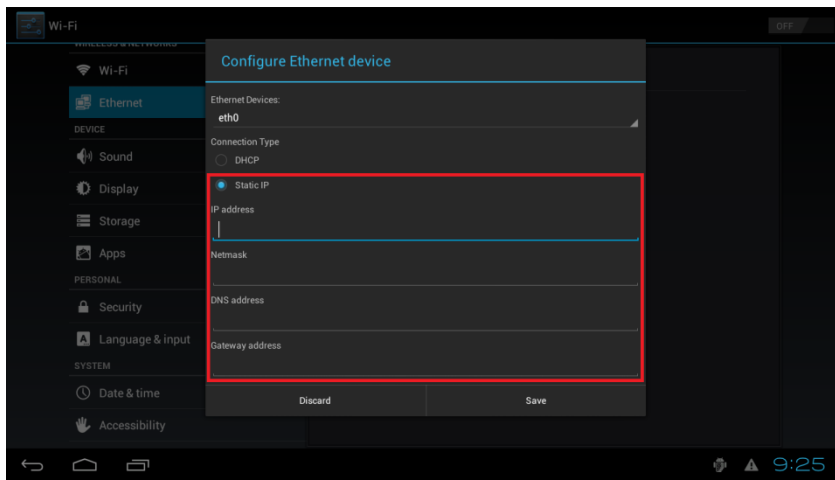 Wi-Fi
OFF
WIRELESS & NETWORKS
Wi-Fi
Ethernet
DEVICE
Sound
Display
Storage
Apps
PERSONAL
Security
A Language & input
SYSTEM
Date & time
Accessibility
Configure Ethernet device
Ethernet Devices:
eth0
Connection Type
DHCP
Static IP
IP address
Netmask
DNS address
Gateway address
Discard Save
9:25